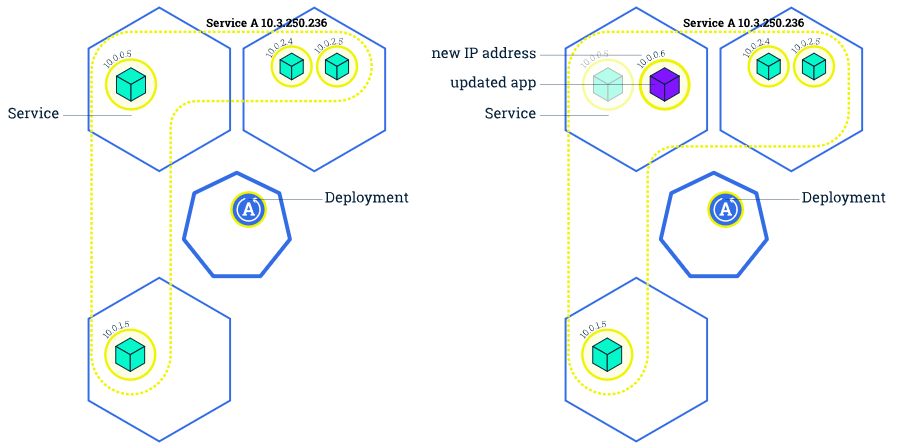 Service A 10.3.250.236
10.0.0.5
10.0.2.4
10.0.2.5
Service
A
Deployment
10.0.1.5
Service A 10.3.250.236
new IP address
10.0.0.5
10.0.0.6
10.0.2.4
10.0.2.5
updated app
Service
A
Deployment
10.0.1.5